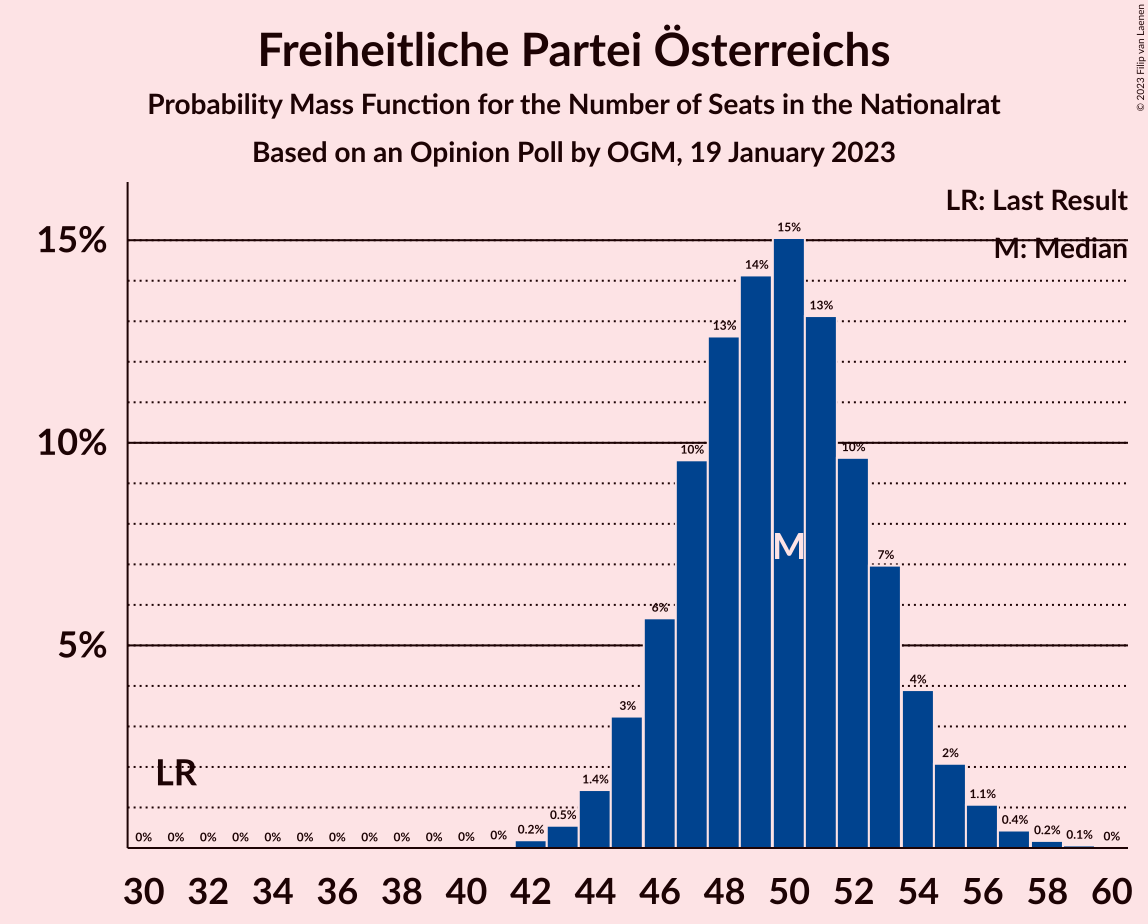 Freiheitliche Partei Österreichs
Probability Mass Function for the Number of Seats in the Nationalrat
Based on an Opinion Poll by OGM, 19 January 2023
© 2023 Filip van Laenen
LR: Last Result
M: Median
15%
10%
5%
LR
M
0% 0% 0% 0% 0% 0% 0% 0% 0% 0% 0% 0% 0.2% 0.5% 1.4% 3% 6% 10% 13% 14% 15% 13% 10% 7% 4% 2% 1.1% 0.4% 0.2% 0.1% 0%
30 32 34 36 38 40 42 44 46 48 50 52 54 56 58 60